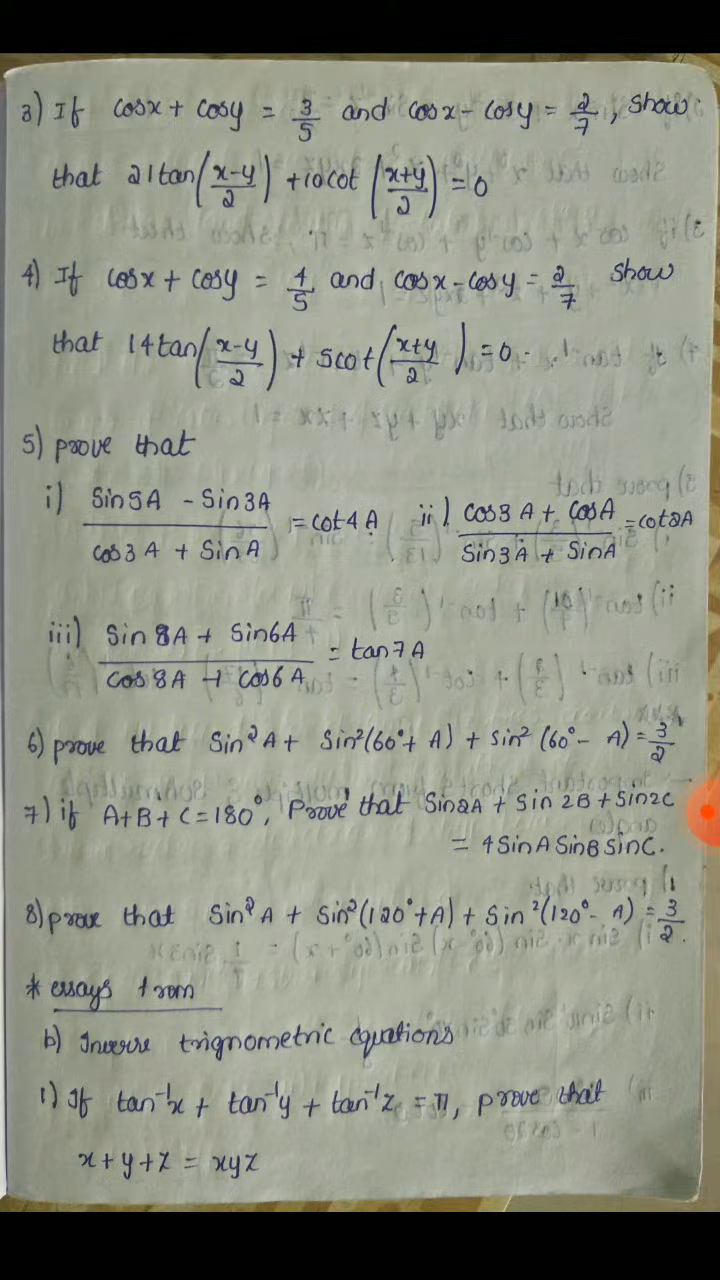 3) If cosx + cosy = 3/5 and cosx - cosy = 2/7, show
that 21tan(x-y/2) + 10cot(x+y/2) = 0
4) If cosx + cosy = 4/5 and cosx - cosy = 2/7 show
that 14tan(x-y/2) + 5cot(x+y/2) = 0.
5) prove that
i) Sin5A - Sin3A / cos3A + SinA = cot4A ii) cos3A + cosA / Sin3A + SinA = cot2A
iii) Sin8A + Sin6A / cos8A + cos6A = tan7A
6) prove that Sin²A + Sin²(60°+A) + Sin²(60°-A) = 3/2
7) if A+B+C=180°, Prove that Sin2A + Sin2B + Sin2C
= 4SinA SinB SinC.
8) prove that Sin²A + Sin²(120°+A) + Sin²(120°-A) = 3/2.
* essays from
b) Inverse trignometric equations
1) If tan⁻¹x + tan⁻¹y + tan⁻¹z = π, prove that
x+y+z = xyz